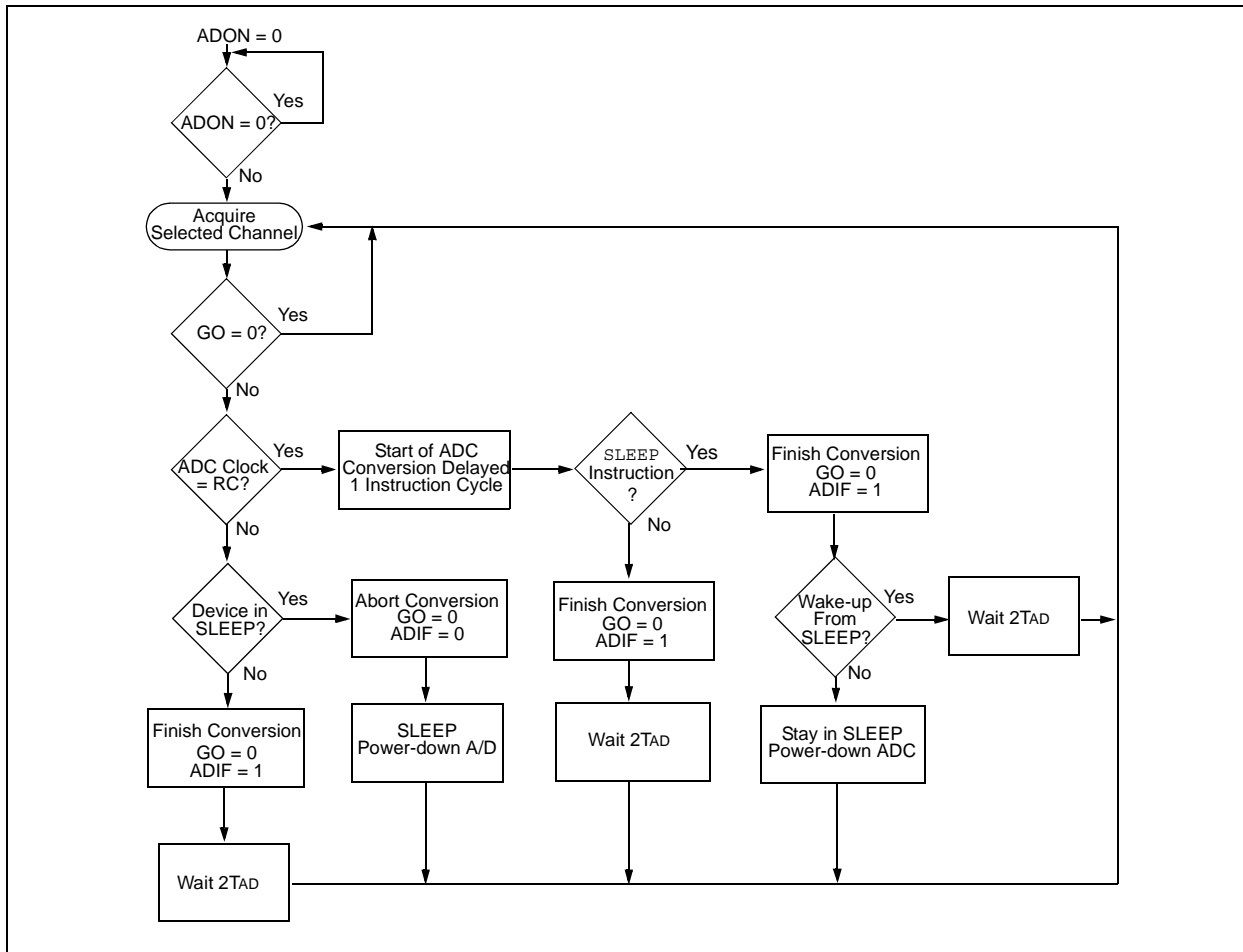 ADON = 0
Yes
ADON = 0?
No
Acquire
Selected Channel
Yes
GO = 0?
No
Yes
ADC Clock
= RC?
No
Start of ADC
Conversion Delayed
1 Instruction Cycle
SLEEP
Instruction
?
Yes
No
Finish Conversion
GO = 0
ADIF = 1
Device in
SLEEP?
Yes
No
Abort Conversion
GO = 0
ADIF = 0
Finish Conversion
GO = 0
ADIF = 1
Wake-up
From
SLEEP?
Yes
No
Wait 2TAD
Finish Conversion
GO = 0
ADIF = 1
SLEEP
Power-down A/D
Wait 2TAD
Stay in SLEEP
Power-down ADC
Wait 2TAD